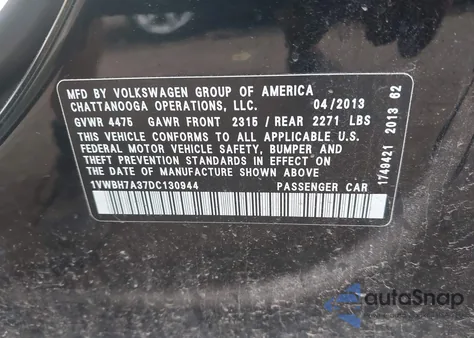 MFD BY VOLKSWAGEN GROUP OF AMERICA
CHATTANOOGA OPERATIONS, LLC. 04/2013
GVWR 4475 GAWR FRONT 2315 / REAR 2271 LBS
THIS VEHICLE CONFORMS TO ALL APPLICABLE U.S.
FEDERAL MOTOR VEHICLE SAFETY, BUMPER AND
THEFT PREVENTION STANDARDS IN EFFECT ON
THE DATE OF MANUFACTURE SHOWN ABOVE
1VWBH7A37DC130944 PASSENGER CAR
1749421 2013 62
autoSnap